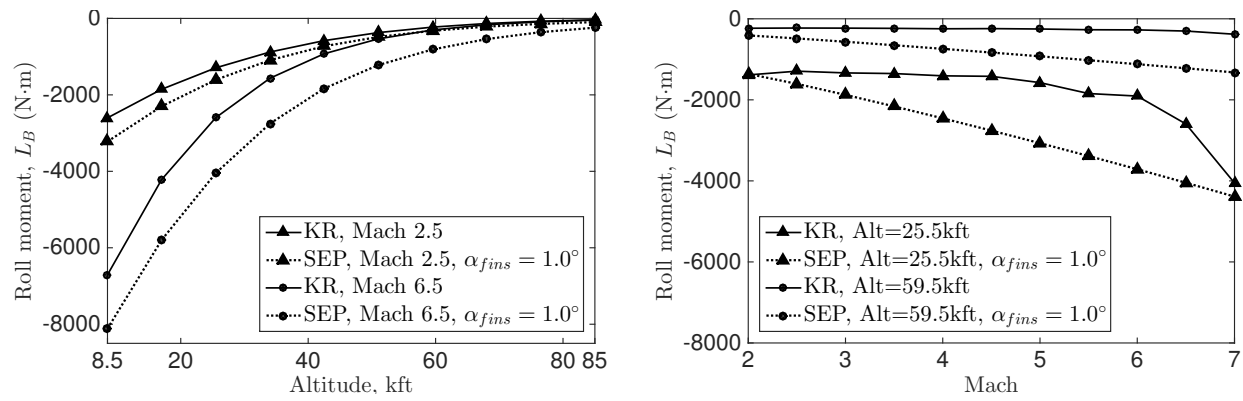 0
-2000
-4000
-6000
-8000
Roll moment, L_B (N·m)
KR, Mach 2.5
SEP, Mach 2.5, α_fins = 1.0°
KR, Mach 6.5
SEP, Mach 6.5, α_fins = 1.0°
8.5 20 40 60 80 85
Altitude, kft
0
-2000
-4000
-6000
-8000
Roll moment, L_B (N·m)
KR, Alt=25.5kft
SEP, Alt=25.5kft, α_fins = 1.0°
KR, Alt=59.5kft
SEP, Alt=59.5kft, α_fins = 1.0°
2 3 4 5 6 7
Mach